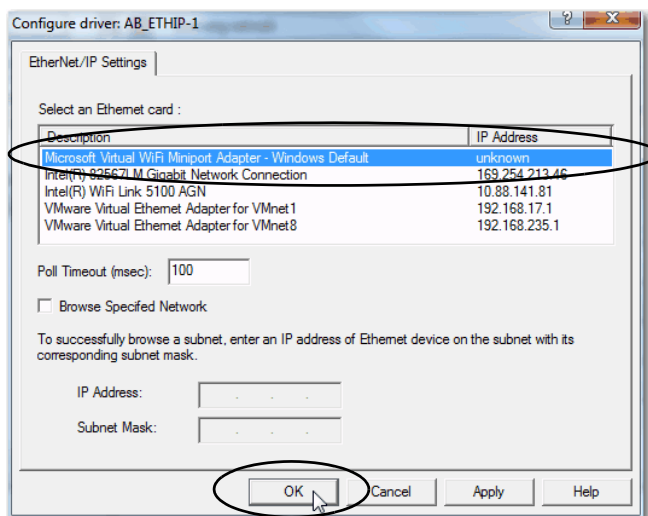 Configure driver: AB_ETHIP-1
EtherNet/IP Settings
Select an Ethernet card :
Description IP Address
Microsoft Virtual WiFi Miniport Adapter - Windows Default unknown
Intel(R) 82567LM Gigabit Network Connection 169.254.213.46
Intel(R) WiFi Link 5100 AGN 10.88.141.81
VMware Virtual Ethernet Adapter for VMnet1 192.168.17.1
VMware Virtual Ethernet Adapter for VMnet8 192.168.235.1
Poll Timeout (msec): 100
Browse Specifed Network
To successfully browse a subnet, enter an IP address of Ethernet device on the subnet with its
corresponding subnet mask.
IP Address:
Subnet Mask:
OK Cancel Apply Help